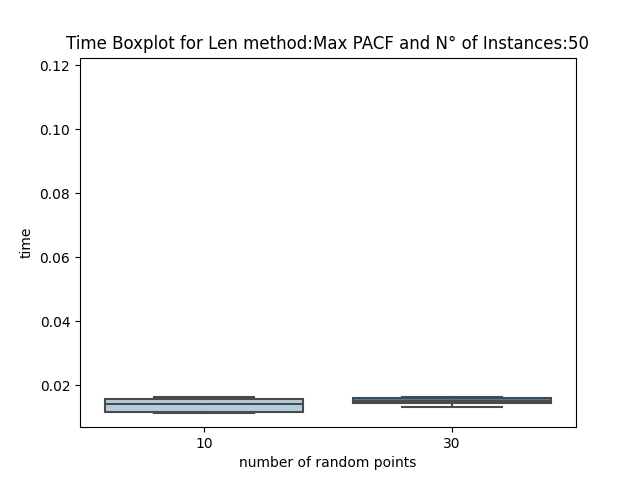 Time Boxplot for Len method:Max PACF and N° of Instances:50
0.12
0.10
0.08
0.06
0.04
0.02
time
10
30
number of random points